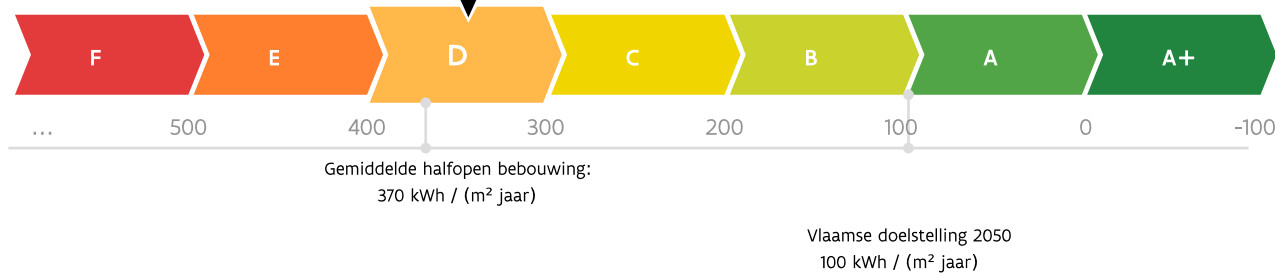 F E D C B A A+
... 500 400 300 200 100 0 -100
Gemiddelde halfopen bebouwing:
370 kWh / (m² jaar)
Vlaamse doelstelling 2050
100 kWh / (m² jaar)